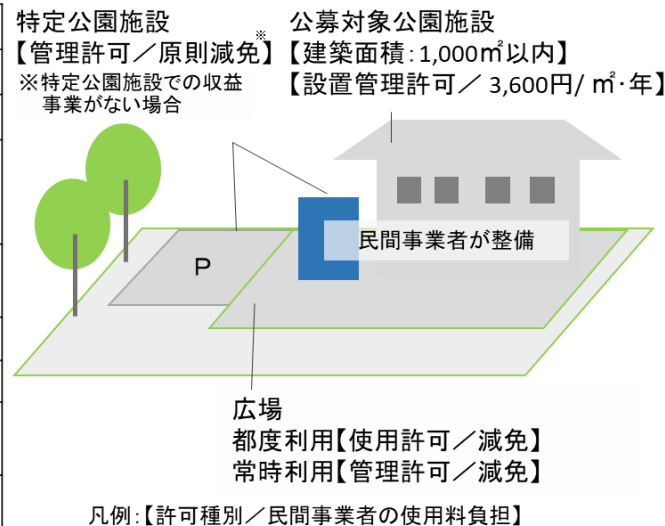 特定公園施設
【管理許可／原則減免】※
※特定公園施設での収益
事業がない場合
公募対象公園施設
【建築面積：1,000㎡以内】
【設置管理許可／ 3,600円/ ㎡･年】
民間事業者が整備
P
広場
都度利用【使用許可／減免】
常時利用【管理許可／減免】
凡例：【許可種別／民間事業者の使用料負担】